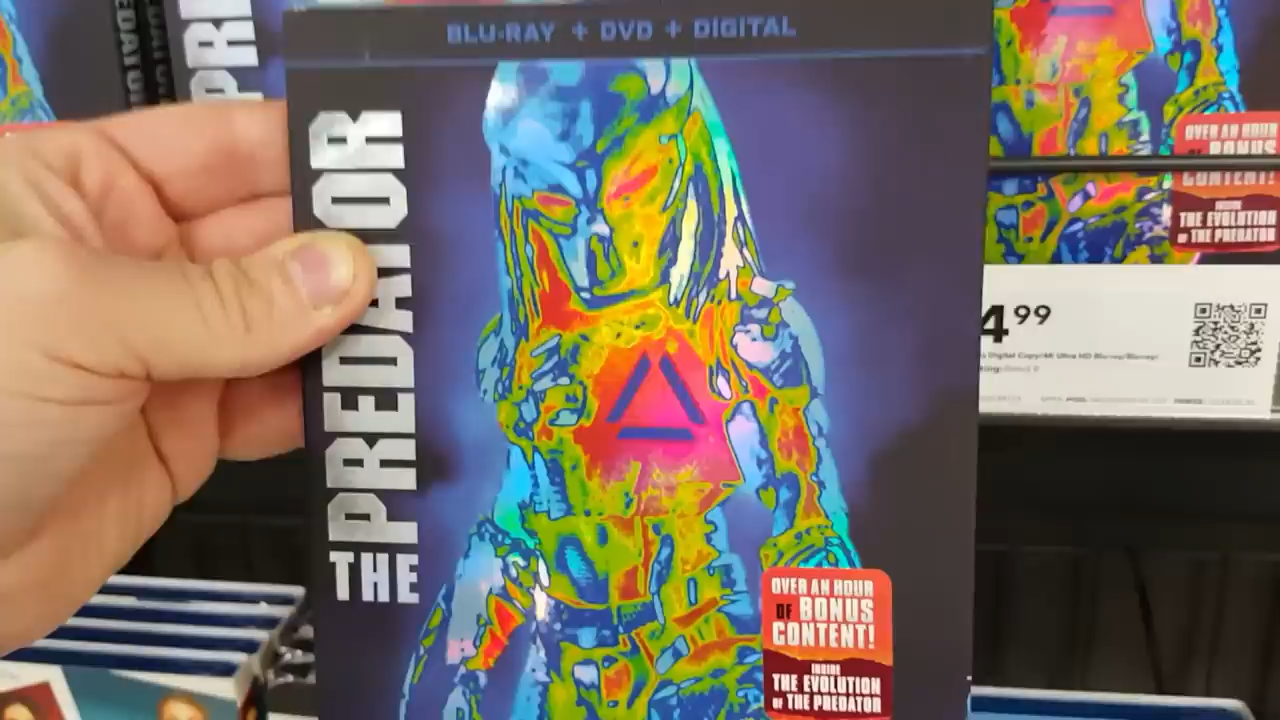 BLU-RAY + DVD + DIGITAL
THE PREDATOR
OVER AN HOUR
OF BONUS
CONTENT!
INSIDE
THE EVOLUTION
OF THE PREDATOR
OVER AN HOUR
OF BONUS
CONTENT!
INSIDE
THE EVOLUTION
OF THE PREDATOR
4.99